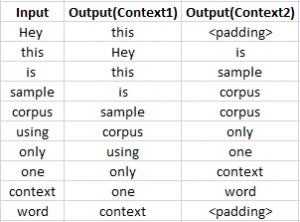 Input Output(Context1) Output(Context2)
Hey this <padding>
this Hey is
is this sample
sample is corpus
corpus sample corpus
using corpus only
only using one
one only context
context one word
word context <padding>